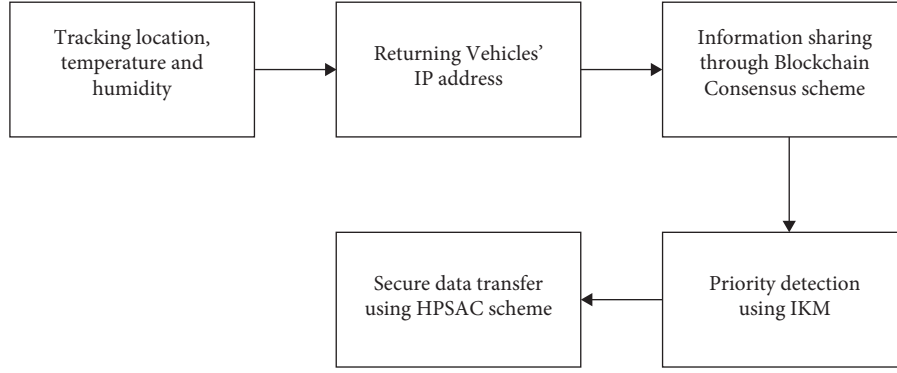 Tracking location,
temperature and
humidity
Returning Vehicles'
IP address
Information sharing
through Blockchain
Consensus scheme
Priority detection
using IKM
Secure data transfer
using HPSAC scheme